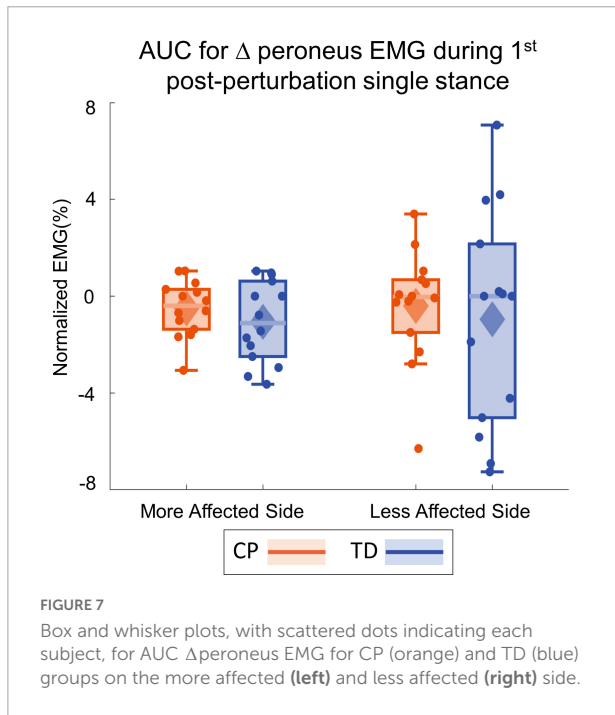 AUC for Δ peroneus EMG during 1st
post-perturbation single stance
Normalized EMG(%)
8
4
0
-4
-8
More Affected Side
Less Affected Side
CP
TD
FIGURE 7
Box and whisker plots, with scattered dots indicating each
subject, for AUC Δperoneus EMG for CP (orange) and TD (blue)
groups on the more affected (left) and less affected (right) side.